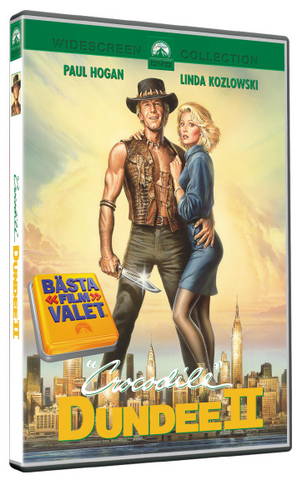 WIDESCREEN COLLECTION
PAUL HOGAN
LINDA KOZLOWSKI
BÄSTA
«FILM»
VALET
"Crocodile"
DUNDEE II
"Crocodile"
DUNDEE II